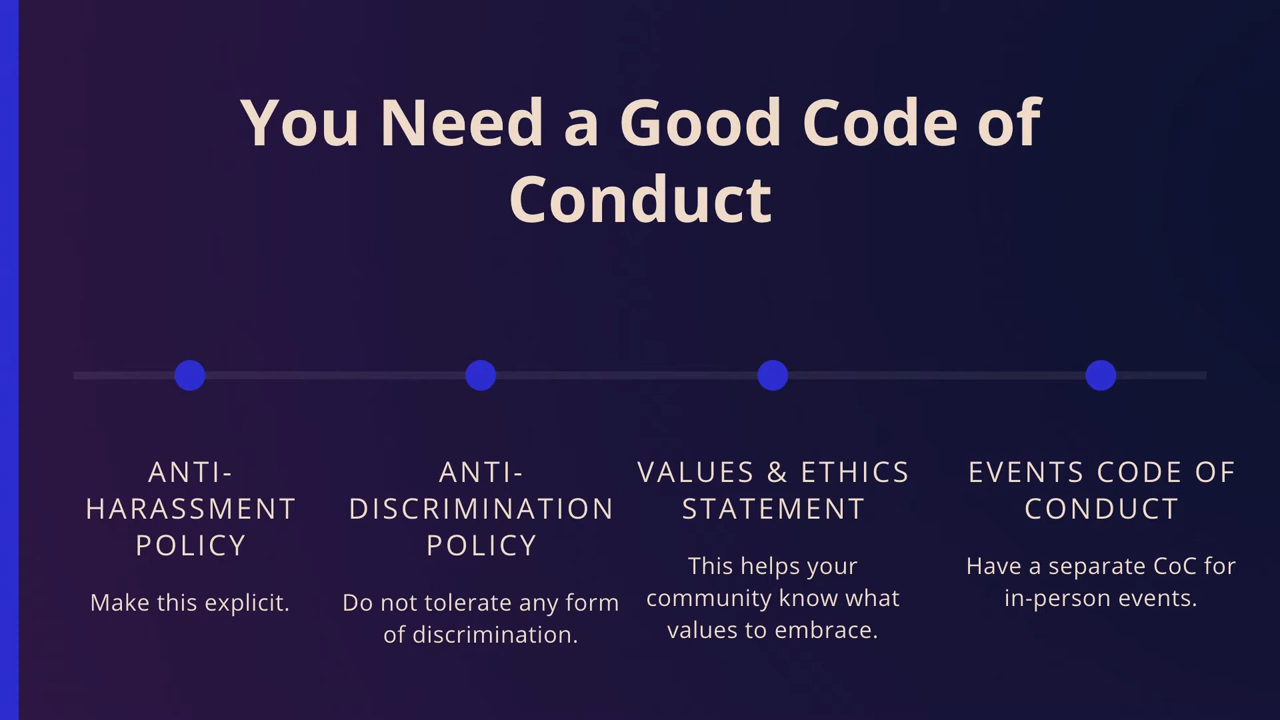 You Need a Good Code of
Conduct
ANTI-
HARASSMENT
POLICY
Make this explicit.
ANTI-
DISCRIMINATION
POLICY
Do not tolerate any form
of discrimination.
VALUES & ETHICS
STATEMENT
This helps your
community know what
values to embrace.
EVENTS CODE OF
CONDUCT
Have a separate CoC for
in-person events.